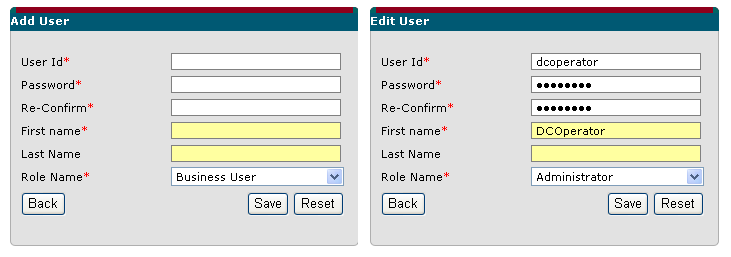 Add User
User Id*
Password*
Re-Confirm*
First name*
Last Name
Role Name* Business User
Back Save Reset
Edit User
User Id* dcoperator
Password* ●●●●●●●●
Re-Confirm* ●●●●●●●●
First name* DCOperator
Last Name
Role Name* Administrator
Back Save Reset